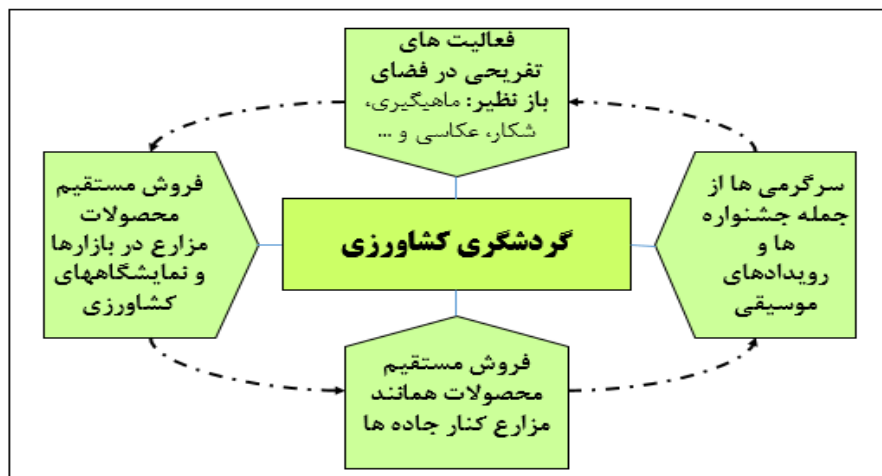 فعالیت های
تفریحی در فضای
باز نظیر: ماهیگیری،
شکار، عکاسی و ...
سرگرمی ها از
جمله جشنواره
ها و
رویدادهای
موسیقی
گردشگری کشاورزی
فروش مستقیم
محصولات
مزارع در بازارها
و نمایشگاههای
کشاورزی
فروش مستقیم
محصولات همانند
مزارع کنار جاده ها